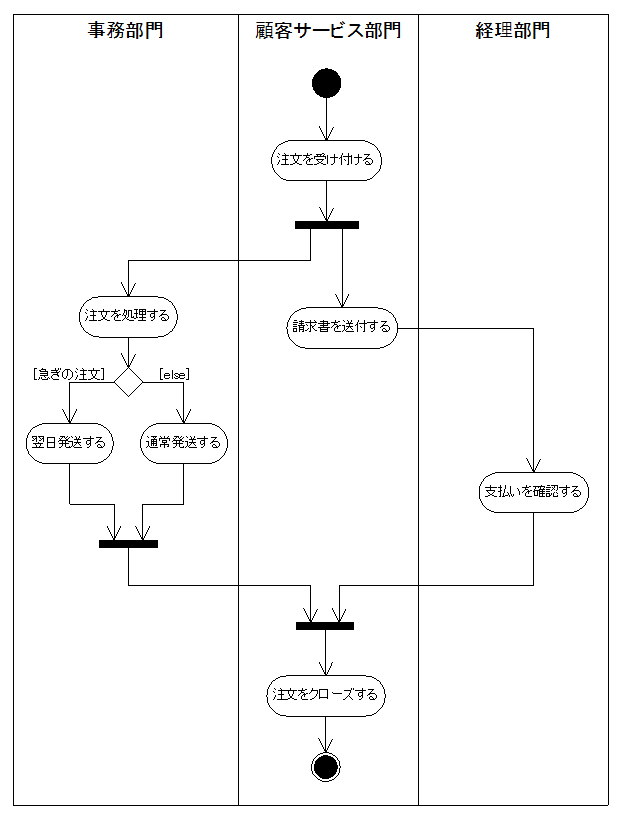 事務部門
顧客サービス部門
経理部門
注文を受け付ける
注文を処理する
請求書を送付する
[急ぎの注文]
[else]
翌日発送する
通常発送する
支払いを確認する
注文をクローズする